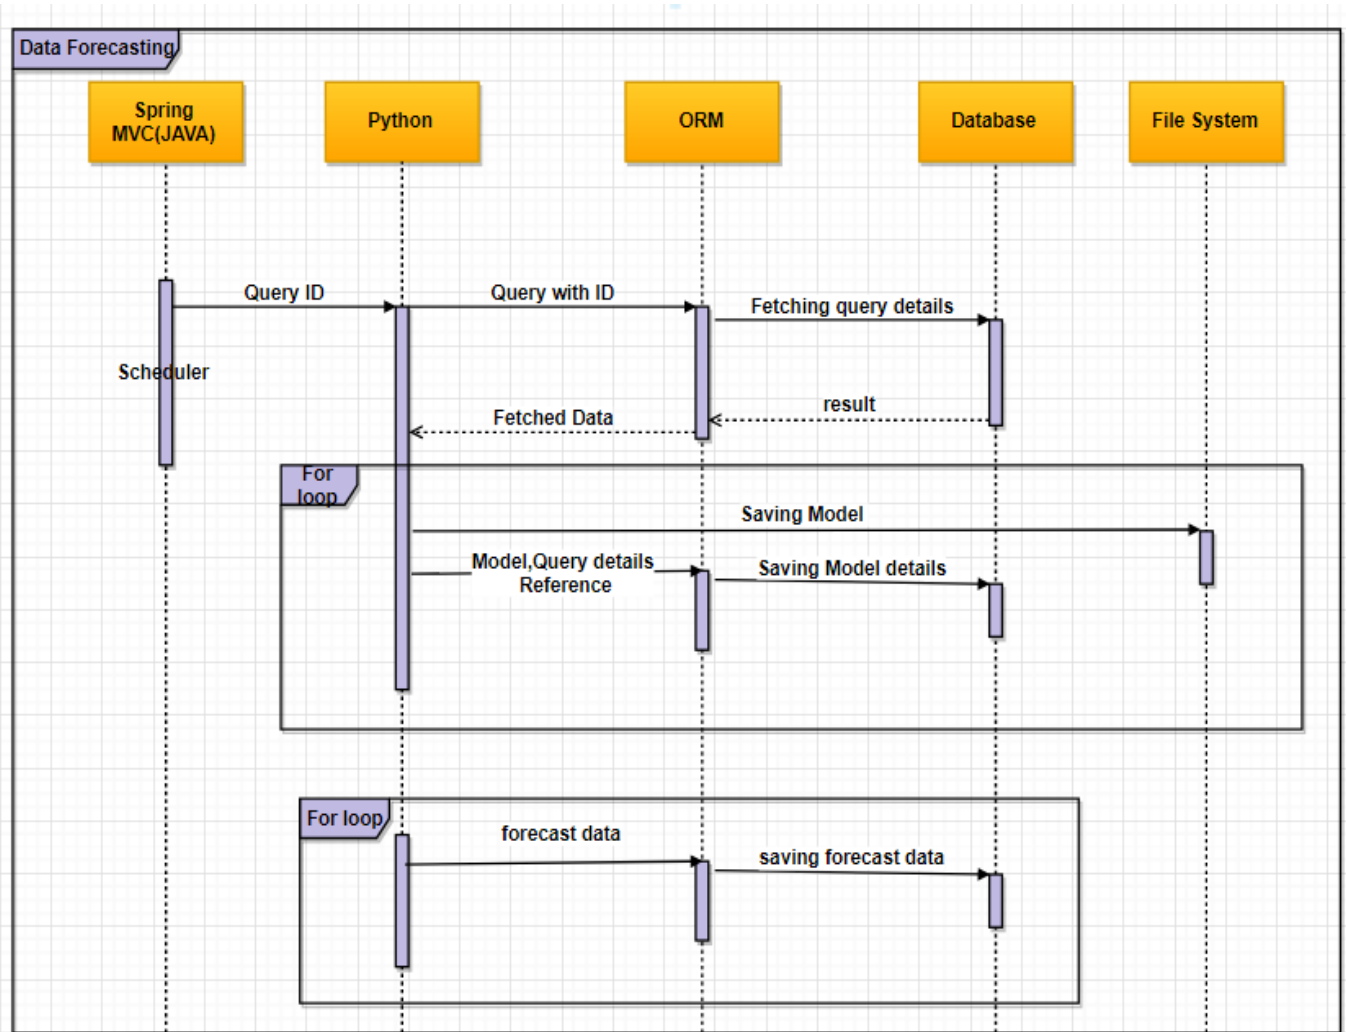 Data Forecasting
Spring
MVC(JAVA)
Python
ORM
Database
File System
Query ID
Query with ID
Fetching query details
Scheduler
result
Fetched Data
For
loop
Saving Model
Model,Query details
Reference
Saving Model details
For loop
forecast data
saving forecast data